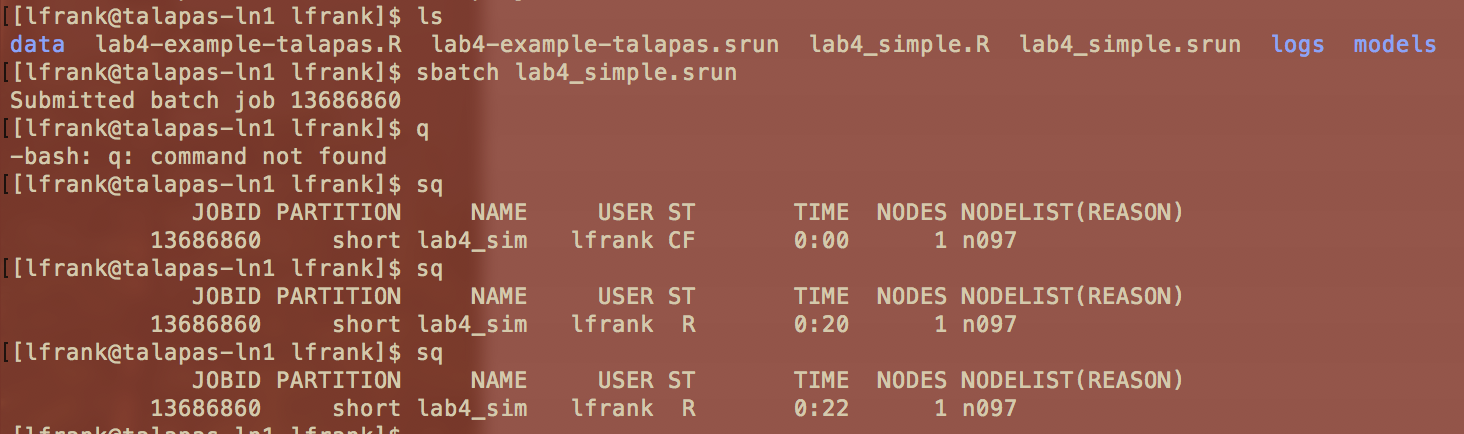 [[lfrank@talapas-ln1 lfrank]$ ls
data  lab4-example-talapas.R  lab4-example-talapas.srun  lab4_simple.R  lab4_simple.srun  logs  models
[[lfrank@talapas-ln1 lfrank]$ sbatch lab4_simple.srun
Submitted batch job 13686860
[[lfrank@talapas-ln1 lfrank]$ q
-bash: q: command not found
[[lfrank@talapas-ln1 lfrank]$ sq
             JOBID PARTITION     NAME     USER ST       TIME  NODES NODELIST(REASON)
          13686860     short lab4_sim   lfrank CF       0:00      1 n097
[[lfrank@talapas-ln1 lfrank]$ sq
             JOBID PARTITION     NAME     USER ST       TIME  NODES NODELIST(REASON)
          13686860     short lab4_sim   lfrank  R       0:20      1 n097
[[lfrank@talapas-ln1 lfrank]$ sq
             JOBID PARTITION     NAME     USER ST       TIME  NODES NODELIST(REASON)
          13686860     short lab4_sim   lfrank  R       0:22      1 n097